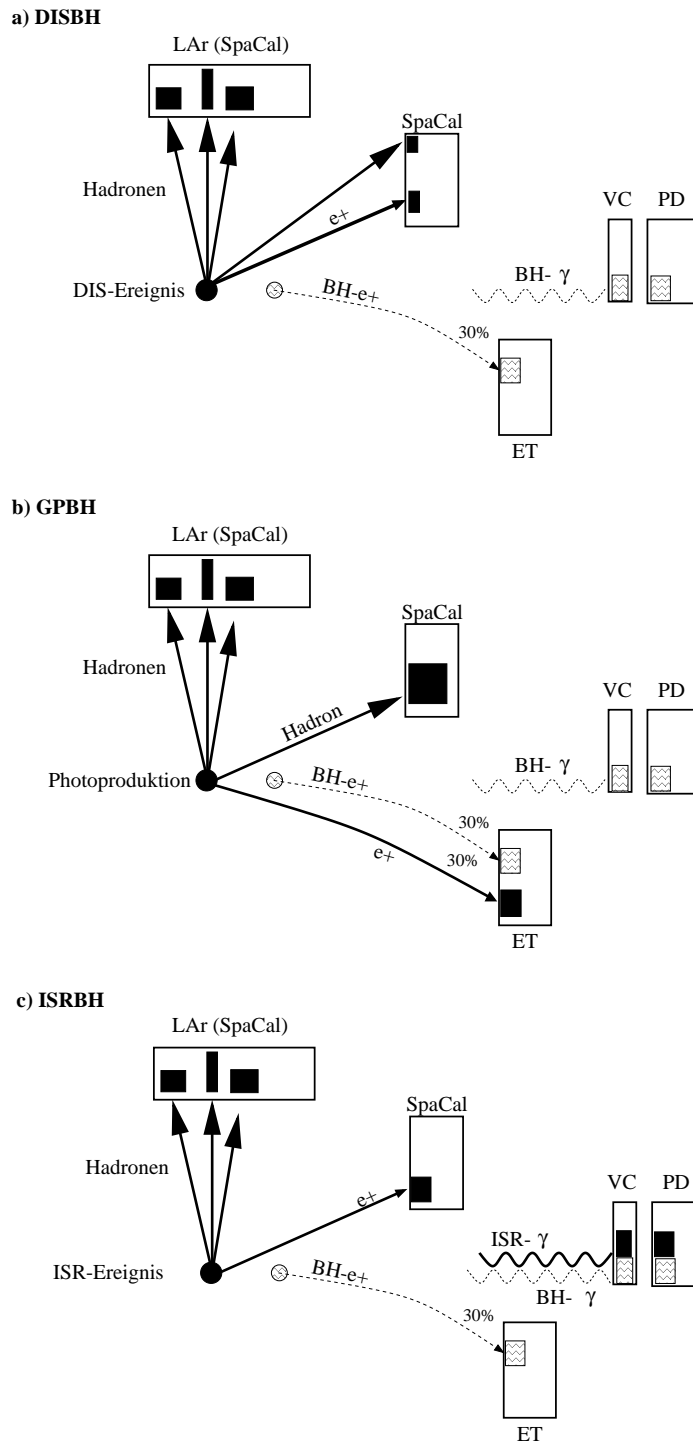 a) DISBH
LAr (SpaCal)
SpaCal
Hadronen
e+
VC PD
DIS-Ereignis
BH-e+
BH- γ
30%
ET
b) GPBH
LAr (SpaCal)
SpaCal
Hadronen
Hadron
VC PD
Photoproduktion
BH-e+
BH- γ
30%
e+
30%
ET
c) ISRBH
LAr (SpaCal)
SpaCal
Hadronen
e+
VC PD
ISR- γ
ISR-Ereignis
BH-e+
BH- γ
30%
ET